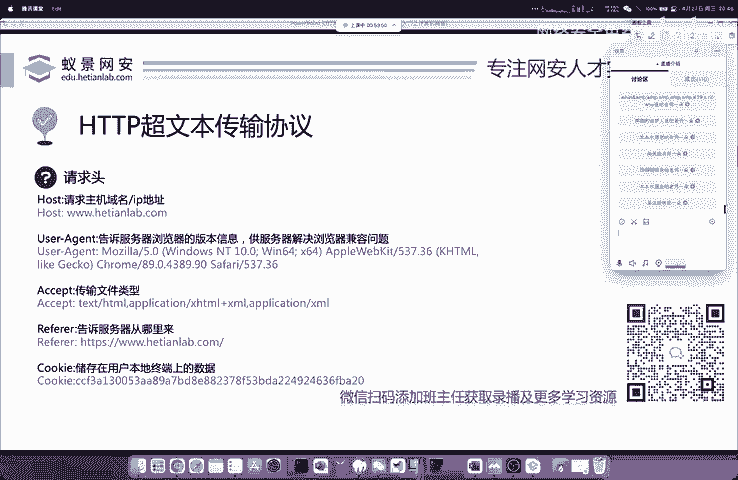 腾讯课堂
蚁景网安
edu.hetianlab.com
专注网安人才
HTTP超文本传输协议
请求头
Host:请求主机域名/ip地址
Host: www.hetianlab.com
User-Agent:告诉服务器浏览器的版本信息，供服务器解决浏览器兼容问题
User-Agent: Mozilla/5.0 (Windows NT 10.0; Win64; x64) AppleWebKit/537.36 (KHTML,
like Gecko) Chrome/89.0.4389.90 Safari/537.36
Accept:传输文件类型
Accept: text/html,application/xhtml+xml,application/xml
Referer:告诉服务器从哪里来
Referer: https://www.hetianlab.com/
Cookie:储存在用户本地终端上的数据
Cookie:ccf3a130053aa89a7bd8e882378f53bda224924636fba20
微信扫码添加班主任获取录播及更多学习资源
讨论区